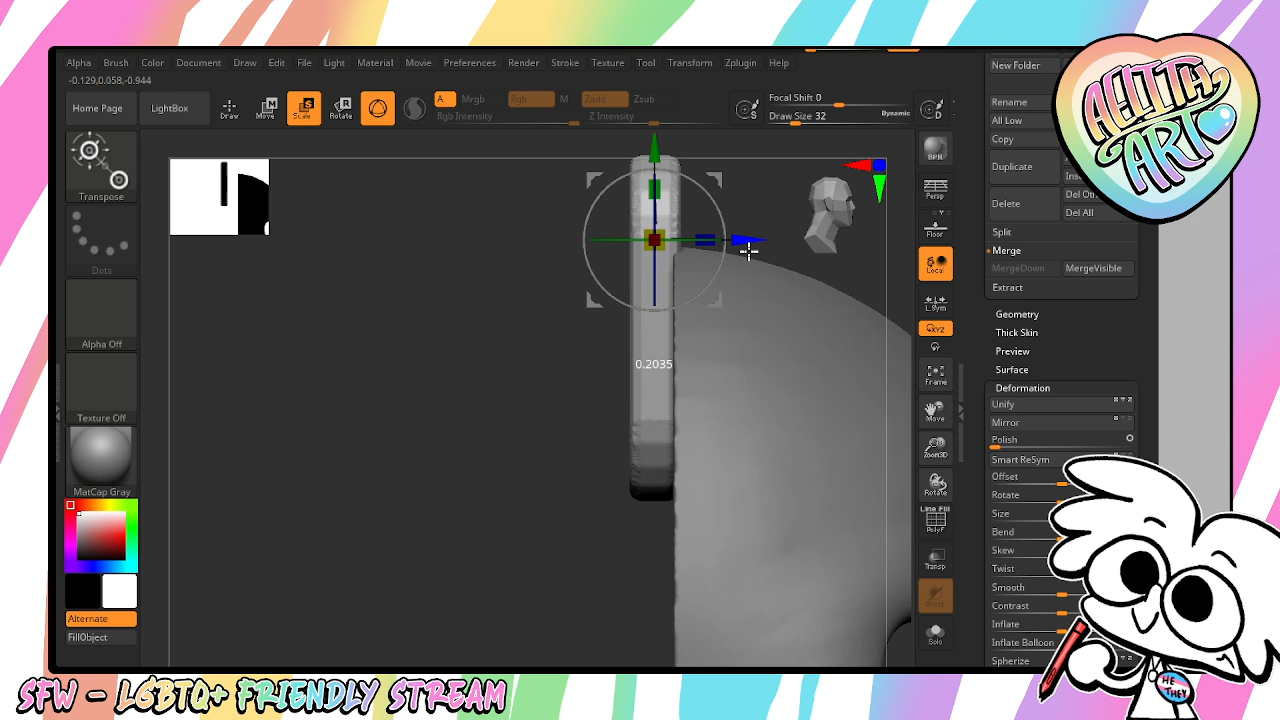 Alpha Brush Color Document Draw Edit File Light Material Movie Preferences Render Stroke Texture Tool Transform Zplugin Help
-0.129,0.058,-0.944
Home Page
LightBox
Draw
Move
Scale
Rotate
A
Mrgb
Rgb
M
Zadd
Zsub
Rgb Intensity
Z Intensity
Focal Shift 0
Draw Size 32
Dynamic
S
D
Transpose
Dots
Alpha Off
Texture Off
MatCap Gray
Alternate
FillObject
0.2035
BPR
Persp
Floor
Local
L.Sym
XYZ
Frame
Move
Zoom3D
Rotate
Line Fill
PolyF
Transp
Ghost
Solo
New Folder
Rename
All Low
Copy
Duplicate
Delete
Del All
Split
Merge
MergeDown MergeVisible
Extract
Geometry
Thick Skin
Preview
Surface
Deformation
Unify
Mirror
Polish
Smart ReSym
Offset
Rotate
Size
Bend
Skew
Twist
Smooth
Contrast
Inflate
Inflate Balloon
Spherize
AELITH
ART
HE
THEY
SFW - LGBTQ+ FRIENDLY STREAM